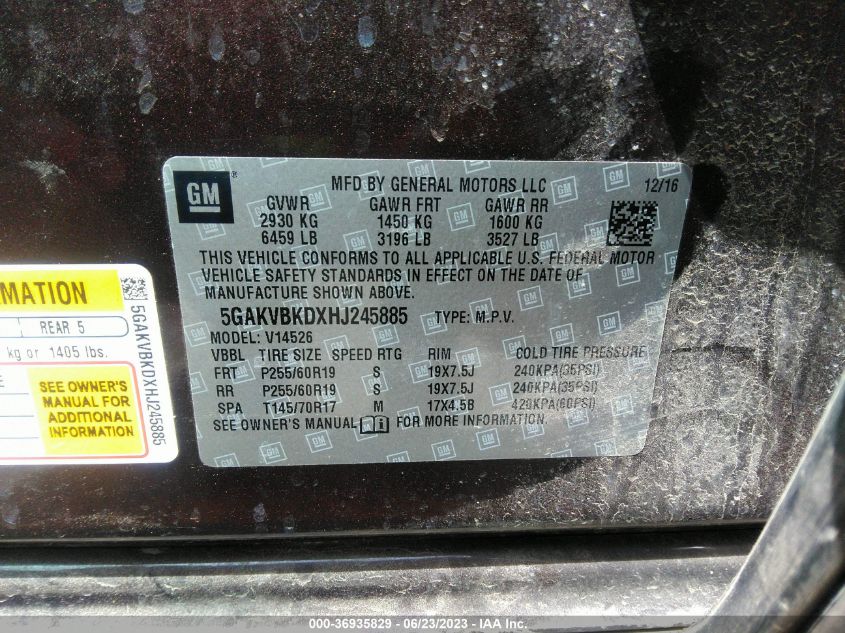 GM
MFD BY GENERAL MOTORS LLC 12/16
GVWR GAWR FRT GAWR RR
2930 KG 1450 KG 1600 KG
6459 LB 3196 LB 3527 LB
THIS VEHICLE CONFORMS TO ALL APPLICABLE U.S. FEDERAL MOTOR
VEHICLE SAFETY STANDARDS IN EFFECT ON THE DATE OF
MANUFACTURE SHOWN ABOVE.
5GAKVBKDXHJ245885 TYPE: M.P.V.
MODEL: V14526
VBBL TIRE SIZE SPEED RTG RIM COLD TIRE PRESSURE
FRT P255/60R19 S 19X7.5J 240KPA(35PSI)
RR P255/60R19 S 19X7.5J 240KPA(35PSI)
SPA T145/70R17 M 17X4.5B 420KPA(60PSI)
SEE OWNER'S MANUAL FOR MORE INFORMATION.
REAR 5
kg or 1405 lbs.
SEE OWNER'S
MANUAL FOR
ADDITIONAL
INFORMATION
5GAKVBKDXHJ245885
000-36935829 - 06/23/2023 - IAA Inc.